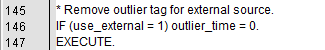 145 * Remove outlier tag for external source.
146 IF (use_external = 1) outlier_time = 0.
147 EXECUTE.